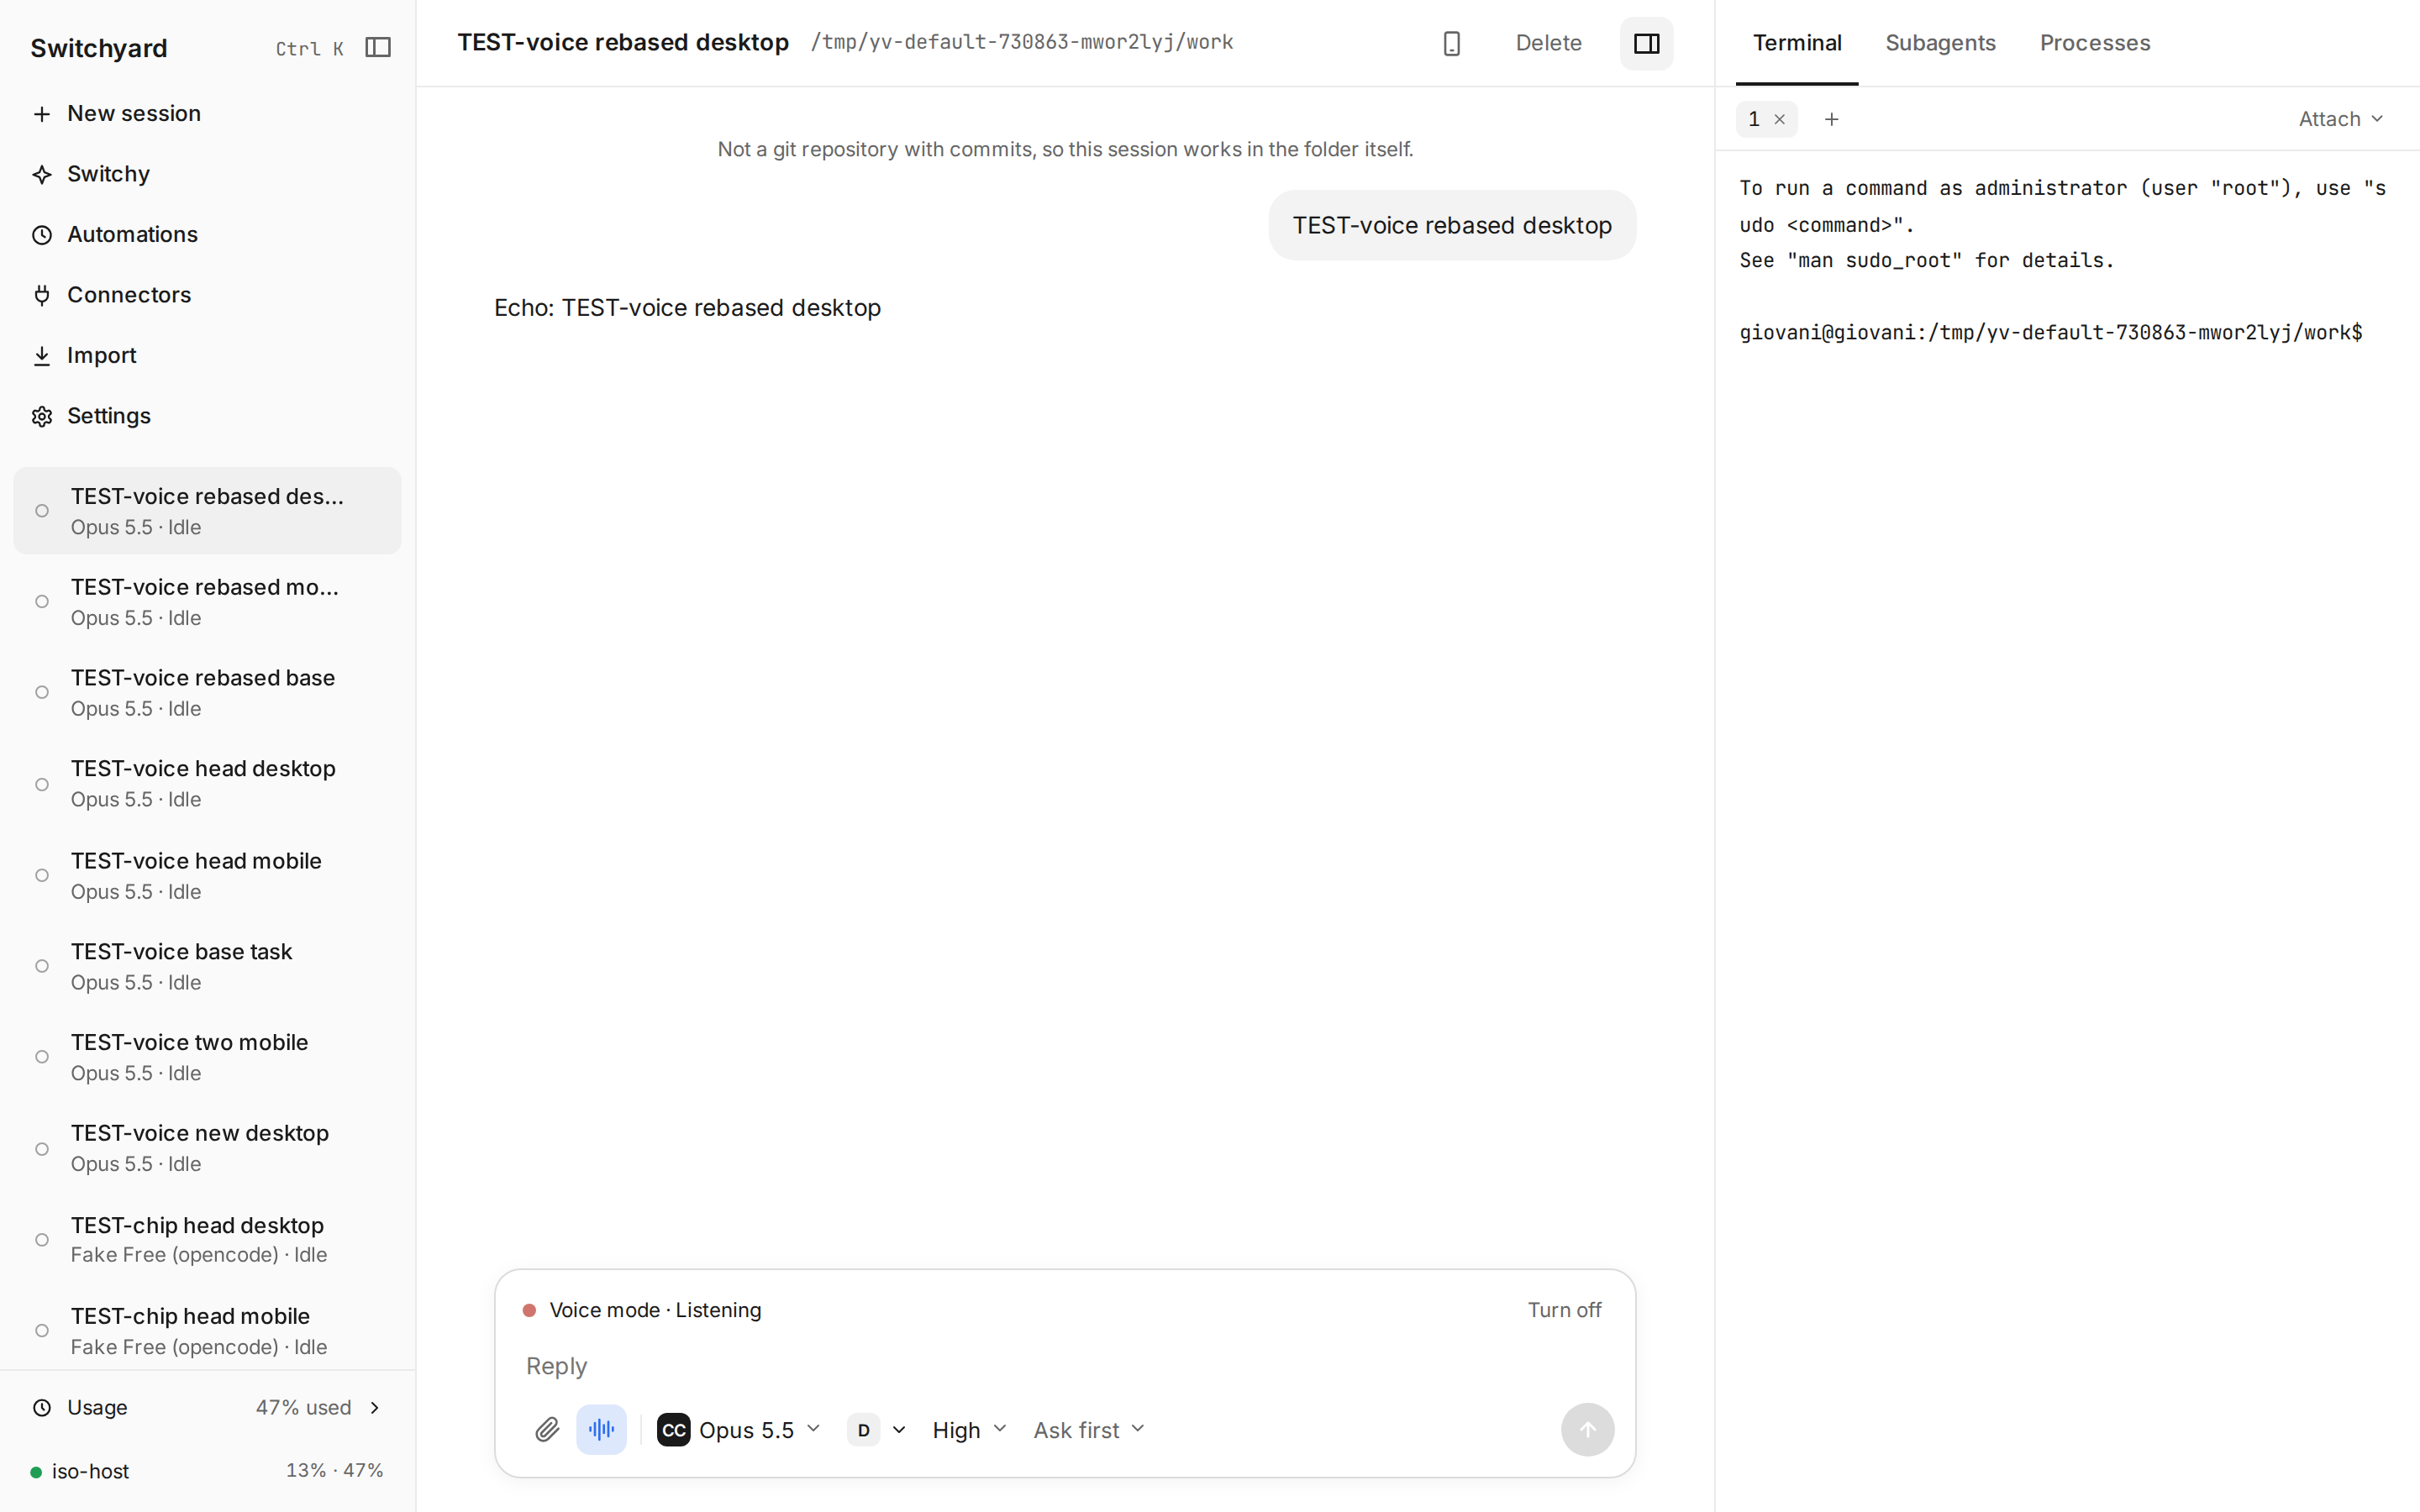 Switchyard
Ctrl K
New session
Switchy
Automations
Connectors
Import
Settings
TEST-voice rebased des...
Opus 5.5 · Idle
TEST-voice rebased mo...
Opus 5.5 · Idle
TEST-voice rebased base
Opus 5.5 · Idle
TEST-voice head desktop
Opus 5.5 · Idle
TEST-voice head mobile
Opus 5.5 · Idle
TEST-voice base task
Opus 5.5 · Idle
TEST-voice two mobile
Opus 5.5 · Idle
TEST-voice new desktop
Opus 5.5 · Idle
TEST-chip head desktop
Fake Free (opencode) · Idle
TEST-chip head mobile
Fake Free (opencode) · Idle
Usage 47% used
iso-host 13% · 47%
TEST-voice rebased desktop /tmp/yv-default-730863-mwor2lyj/work
Delete
Not a git repository with commits, so this session works in the folder itself.
TEST-voice rebased desktop
Echo: TEST-voice rebased desktop
Voice mode · Listening
Turn off
Reply
CC Opus 5.5 D High Ask first
Terminal Subagents Processes
1
Attach
To run a command as administrator (user "root"), use "s
udo <command>".
See "man sudo_root" for details.
giovani@giovani:/tmp/yv-default-730863-mwor2lyj/work$